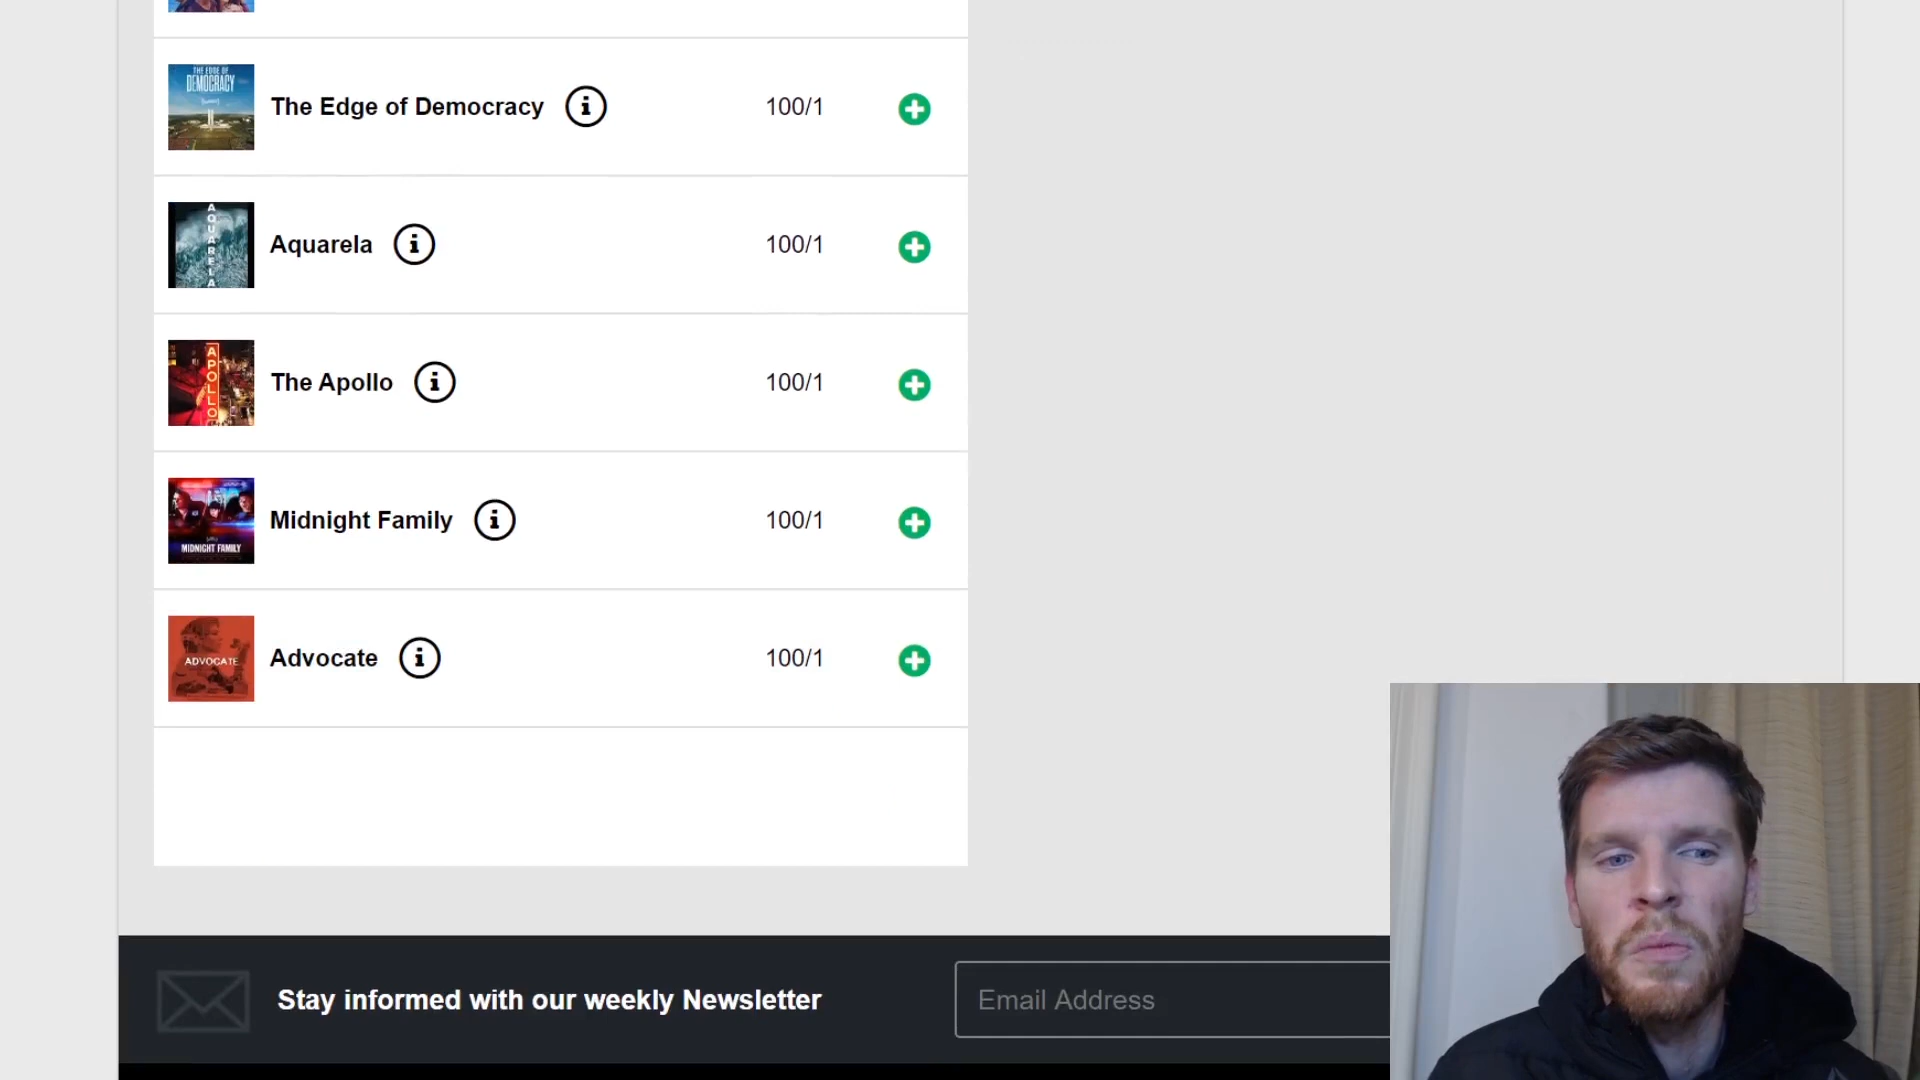 THE EDGE OF
DEMOCRACY
The Edge of Democracy
100/1
AQUARELA
Aquarela
100/1
APOLLO
The Apollo
100/1
MIDNIGHT FAMILY
Midnight Family
100/1
ADVOCATE
Advocate
100/1
Stay informed with our weekly Newsletter
Email Address